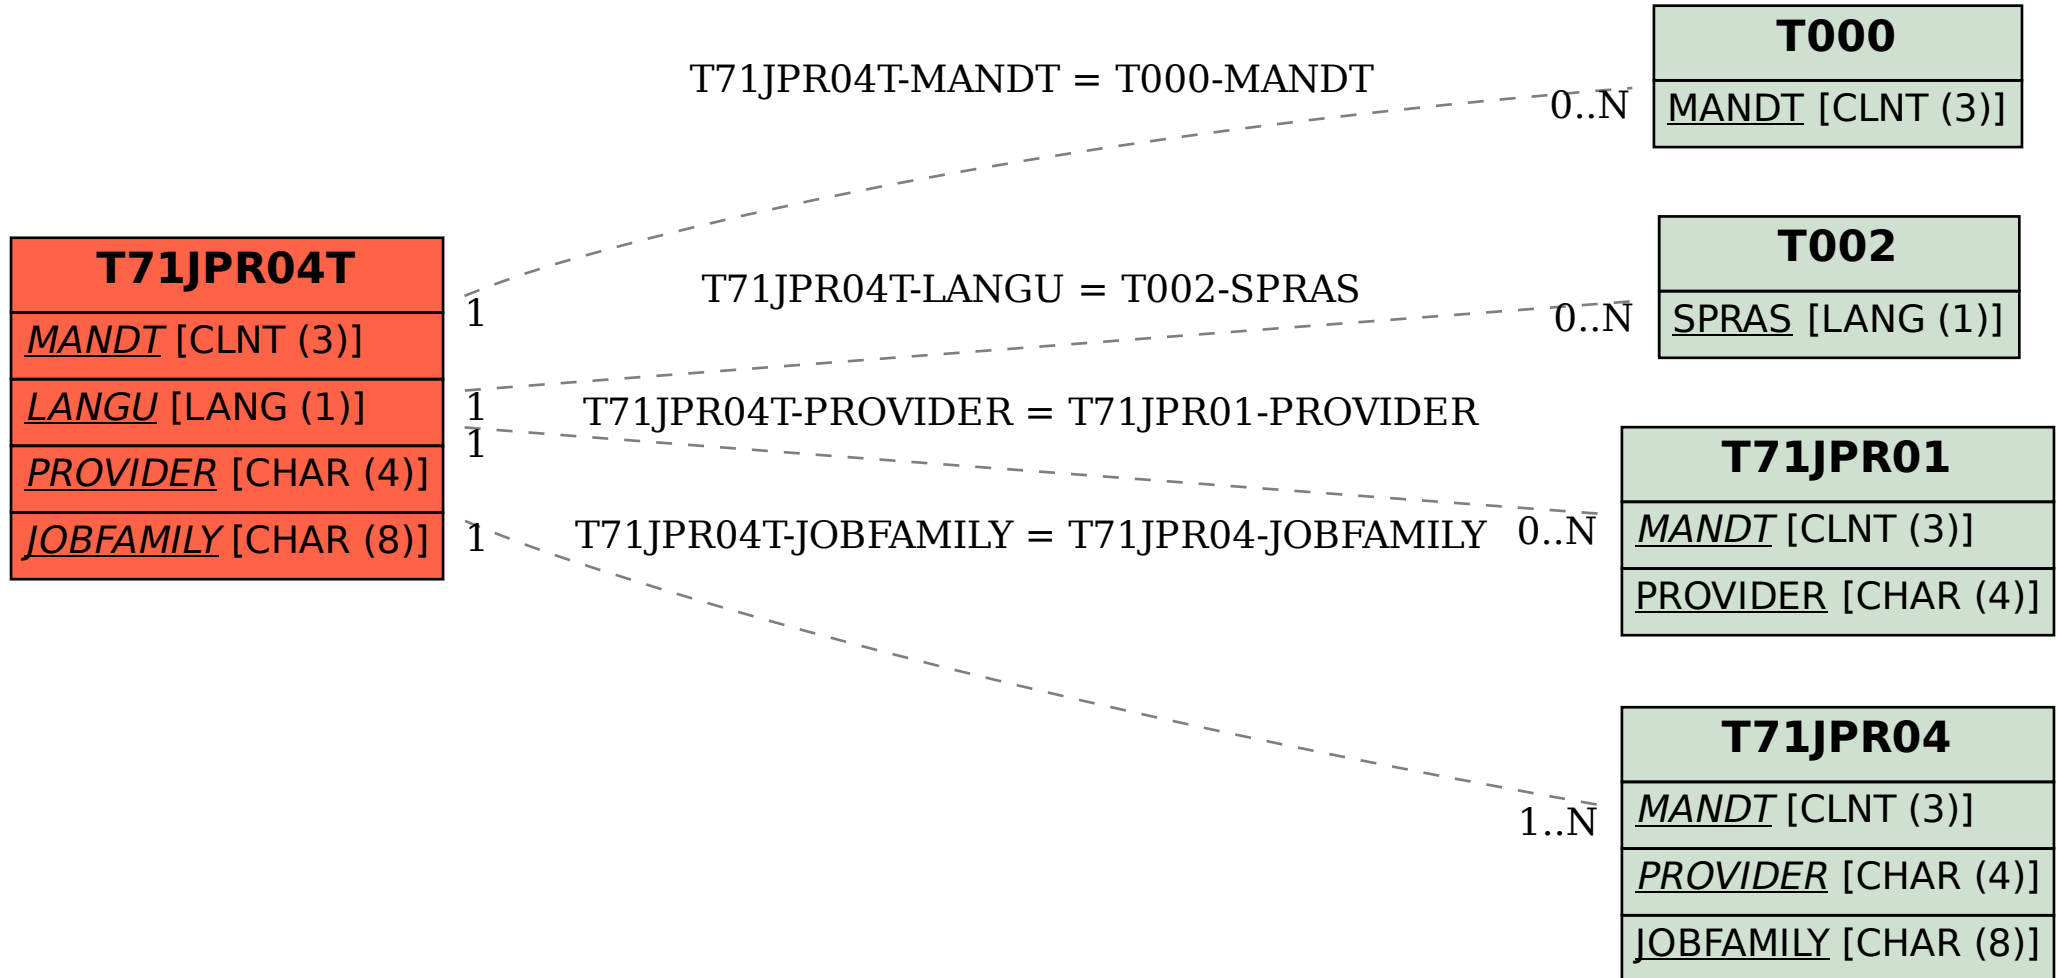 T71JPR04T
MANDT [CLNT (3)]
LANGU [LANG (1)]
PROVIDER [CHAR (4)]
JOBFAMILY [CHAR (8)]
T71JPR04T-MANDT = T000-MANDT
1
0..N
T71JPR04T-LANGU = T002-SPRAS
1
0..N
T71JPR04T-PROVIDER = T71JPR01-PROVIDER
1
0..N
T71JPR04T-JOBFAMILY = T71JPR04-JOBFAMILY
1
1..N
T000
MANDT [CLNT (3)]
T002
SPRAS [LANG (1)]
T71JPR01
MANDT [CLNT (3)]
PROVIDER [CHAR (4)]
T71JPR04
MANDT [CLNT (3)]
PROVIDER [CHAR (4)]
JOBFAMILY [CHAR (8)]